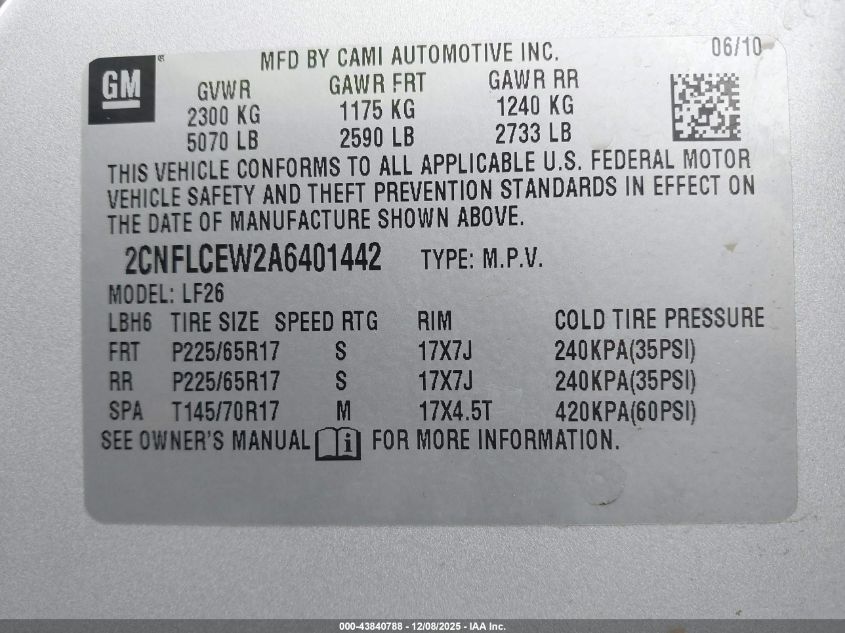 GM
®
MFD BY CAMI AUTOMOTIVE INC. 06/10
GVWR GAWR FRT GAWR RR
2300 KG 1175 KG 1240 KG
5070 LB 2590 LB 2733 LB
THIS VEHICLE CONFORMS TO ALL APPLICABLE U.S. FEDERAL MOTOR
VEHICLE SAFETY AND THEFT PREVENTION STANDARDS IN EFFECT ON
THE DATE OF MANUFACTURE SHOWN ABOVE.
2CNFLCEW2A6401442 TYPE: M.P.V.
MODEL: LF26
LBH6 TIRE SIZE SPEED RTG RIM COLD TIRE PRESSURE
FRT P225/65R17 S 17X7J 240KPA(35PSI)
RR P225/65R17 S 17X7J 240KPA(35PSI)
SPA T145/70R17 M 17X4.5T 420KPA(60PSI)
SEE OWNER'S MANUAL i FOR MORE INFORMATION.
000-43840788 - 12/08/2025 - IAA Inc.